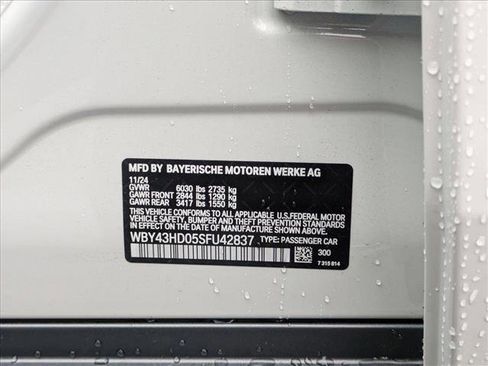 MFD BY BAYERISCHE MOTOREN WERKE AG
11/24
GVWR 6030 lbs 2735 kg
GAWR FRONT 2844 lbs 1290 kg
GAWR REAR 3417 lbs 1550 kg
THIS VEHICLE CONFORMS TO ALL APPLICABLE U.S.FEDERAL MOTOR
VEHICLE SAFETY, BUMPER AND THEFT PREVENTION STANDARDS
IN EFFECT ON THE DATE OF MANUFACTURE SHOWN ABOVE.
WBY43HD05SFU42837 TYPE: PASSENGER CAR
300
7 315 814